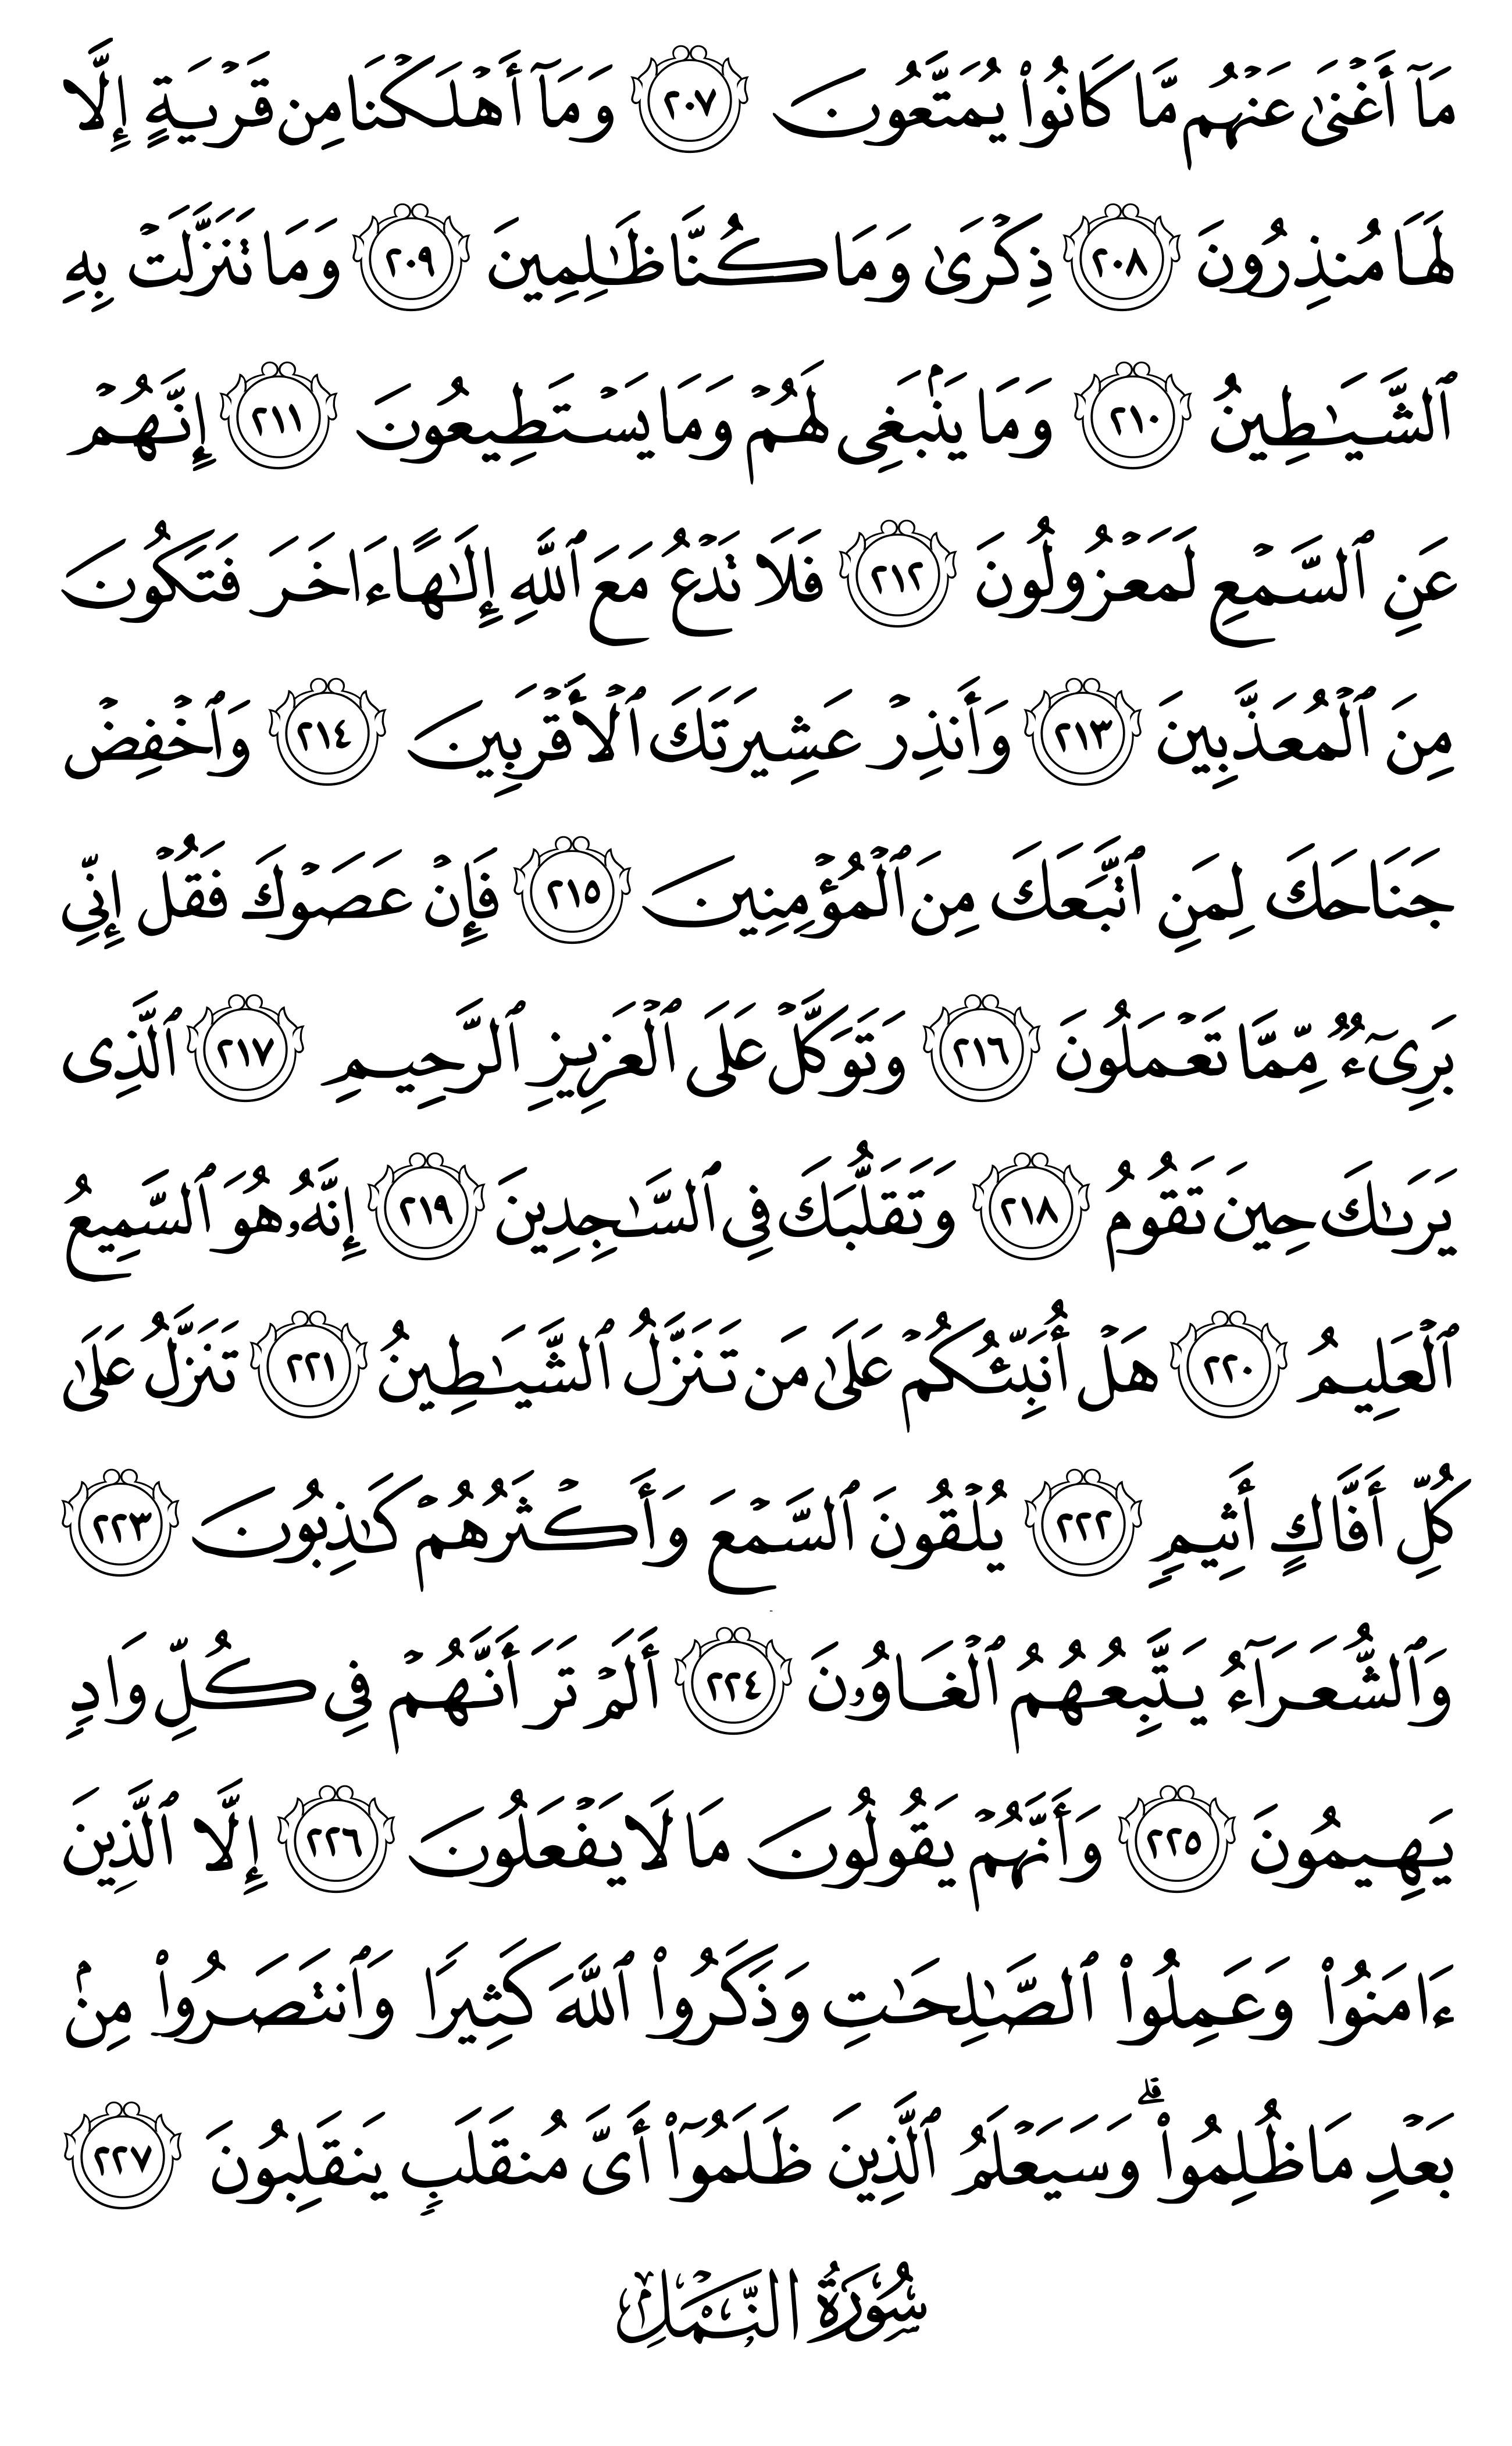 مَآ أَغْنَىٰ عَنْهُم مَّا كَانُوا۟ يُمَتَّعُونَ ٢٠٧ وَمَآ أَهْلَكْنَا مِن قَرْيَةٍ إِلَّا
لَهَا مُنذِرُونَ ٢٠٨ ذِكْرَىٰ وَمَا كُنَّا ظَـٰلِمِينَ ٢٠٩ وَمَا تَنَزَّلَتْ بِهِ
ٱلشَّيَـٰطِينُ ٢١٠ وَمَا يَنۢبَغِى لَهُمْ وَمَا يَسْتَطِيعُونَ ٢١١ إِنَّهُمْ
عَنِ ٱلسَّمْعِ لَمَعْزُولُونَ ٢١٢ فَلَا تَدْعُ مَعَ ٱللَّهِ إِلَـٰهًا ءَاخَرَ فَتَكُونَ
مِنَ ٱلْمُعَذَّبِينَ ٢١٣ وَأَنذِرْ عَشِيرَتَكَ ٱلْأَقْرَبِينَ ٢١٤ وَٱخْفِضْ
جَنَاحَكَ لِمَنِ ٱتَّبَعَكَ مِنَ ٱلْمُؤْمِنِينَ ٢١٥ فَإِنْ عَصَوْكَ فَقُلْ إِنِّى
بَرِىٓءٌ مِّمَّا تَعْمَلُونَ ٢١٦ وَتَوَكَّلْ عَلَى ٱلْعَزِيزِ ٱلرَّحِيمِ ٢١٧ ٱلَّذِى
يَرَىٰكَ حِينَ تَقُومُ ٢١٨ وَتَقَلُّبَكَ فِى ٱلسَّـٰجِدِينَ ٢١٩ إِنَّهُۥ هُوَ ٱلسَّمِيعُ
ٱلْعَلِيمُ ٢٢٠ هَلْ أُنَبِّئُكُمْ عَلَىٰ مَن تَنَزَّلُ ٱلشَّيَـٰطِينُ ٢٢١ تَنَزَّلُ عَلَىٰ
كُلِّ أَفَّاكٍ أَثِيمٍ ٢٢٢ يُلْقُونَ ٱلسَّمْعَ وَأَكْثَرُهُمْ كَـٰذِبُونَ ٢٢٣
وَٱلشُّعَرَآءُ يَتَّبِعُهُمُ ٱلْغَاوُۥنَ ٢٢٤ أَلَمْ تَرَ أَنَّهُمْ فِى كُلِّ وَادٍ
يَهِيمُونَ ٢٢٥ وَأَنَّهُمْ يَقُولُونَ مَا لَا يَفْعَلُونَ ٢٢٦ إِلَّا ٱلَّذِينَ
ءَامَنُوا۟ وَعَمِلُوا۟ ٱلصَّـٰلِحَـٰتِ وَذَكَرُوا۟ ٱللَّهَ كَثِيرًا وَٱنتَصَرُوا۟ مِنۢ
بَعْدِ مَا ظُلِمُوا۟ ۗ وَسَيَعْلَمُ ٱلَّذِينَ ظَلَمُوٓا۟ أَىَّ مُنقَلَبٍ يَنقَلِبُونَ ٢٢٧
سُورَةُ النَّمْلِ